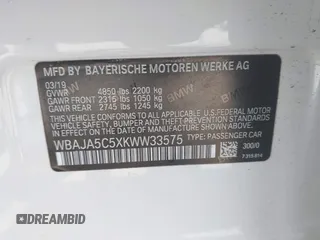 MFD BY BAYERISCHE MOTOREN WERKE AG
03/19
GVWR 4850 lbs 2200 kg
GAWR FRONT 2315 lbs 1050 kg
GAWR REAR 2745 lbs 1245 kg
THIS VEHICLE CONFORMS TO ALL APPLICABLE U.S. FEDERAL MOTOR
VEHICLE SAFETY, BUMPER, AND THEFT PREVENTION STANDARDS
IN EFFECT ON THE DATE OF MANUFACTURE SHOWN ABOVE.
WBAJA5C5XKWW33575
TYPE: PASSENGER CAR
300/0
AUTOBIDMASTER